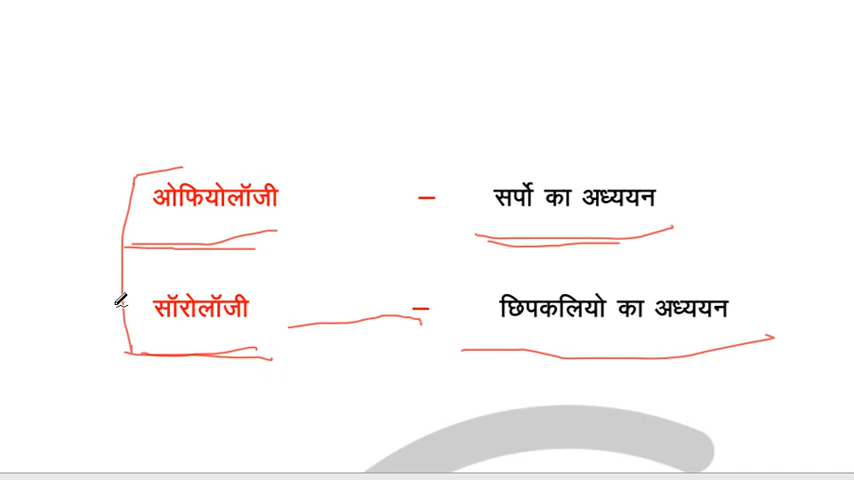 ओफियोलॉजी – सर्पो का अध्ययन
सॉरोलॉजी – छिपकलियो का अध्ययन